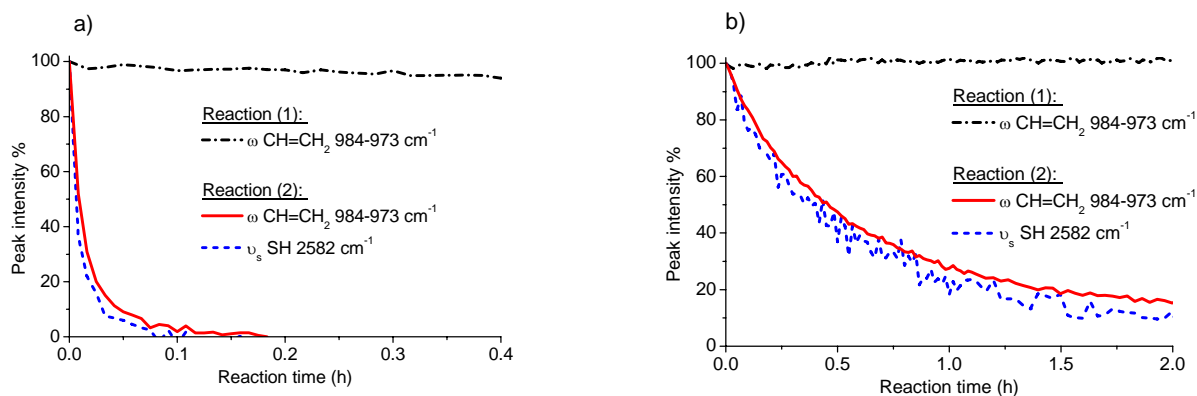 a)
Peak intensity %
100
80
60
40
20
0
Reaction (1):
ω CH=CH₂ 984-973 cm⁻¹
Reaction (2):
ω CH=CH₂ 984-973 cm⁻¹
υₛ SH 2582 cm⁻¹
0.0 0.1 0.2 0.3 0.4
Reaction time (h)
b)
Peak intensity %
100
80
60
40
20
0
Reaction (1):
ω CH=CH₂ 984-973 cm⁻¹
Reaction (2):
ω CH=CH₂ 984-973 cm⁻¹
υₛ SH 2582 cm⁻¹
0.0 0.5 1.0 1.5 2.0
Reaction time (h)